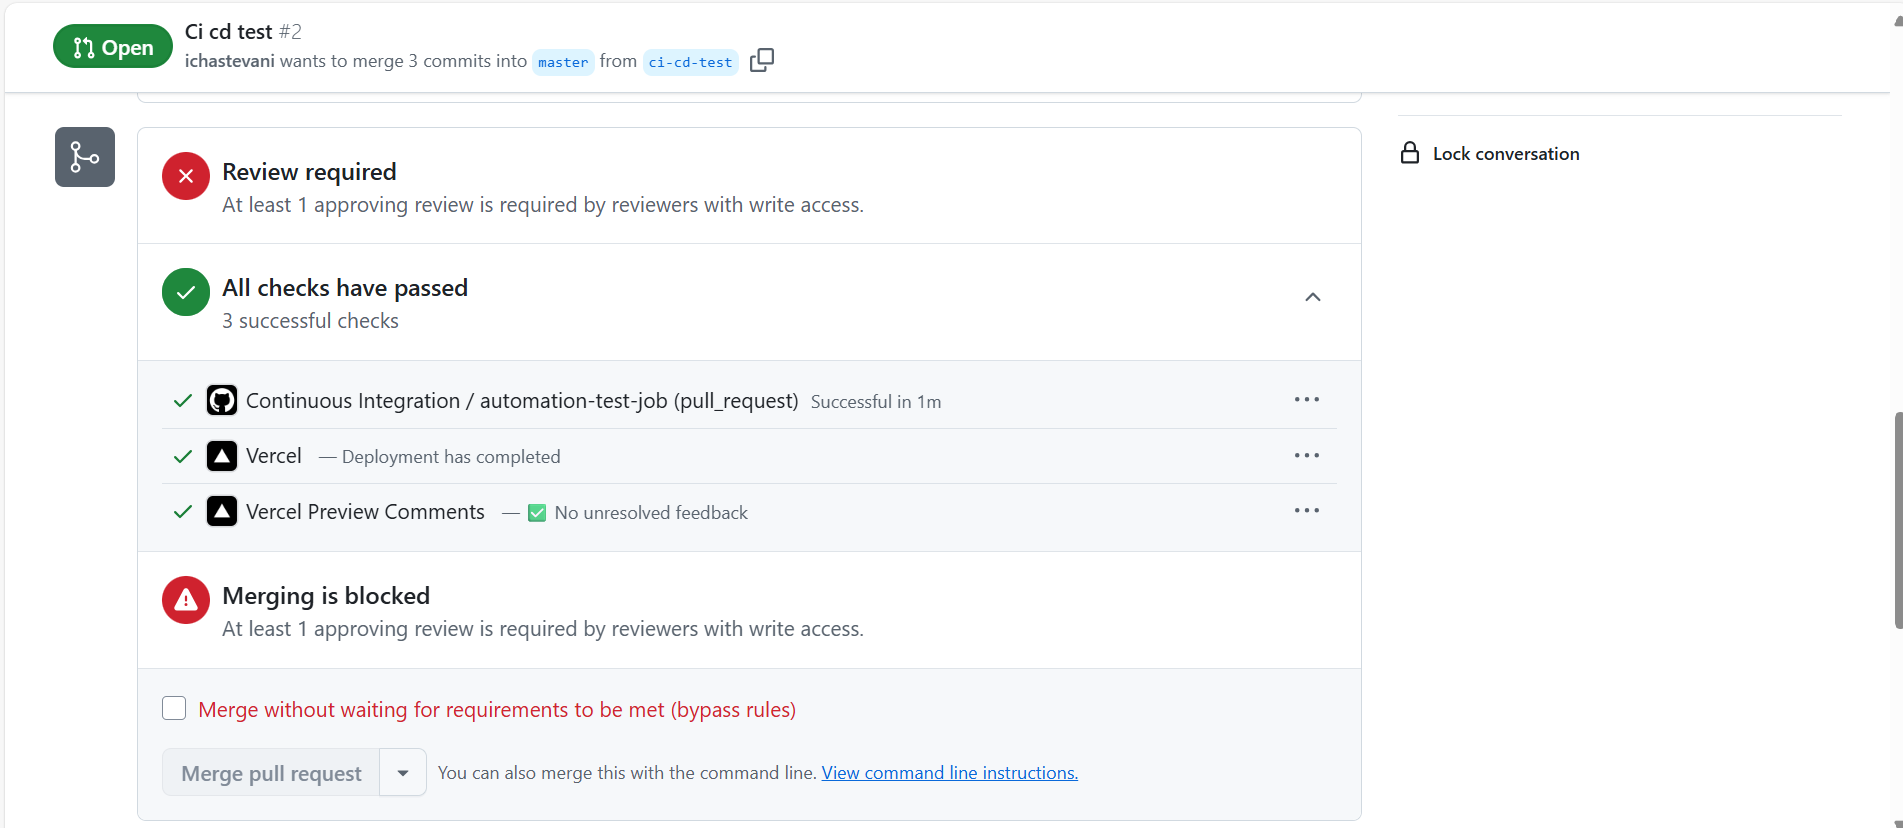 Open
Ci cd test #2
ichastevani wants to merge 3 commits into master from ci-cd-test
Lock conversation
Review required
At least 1 approving review is required by reviewers with write access.
All checks have passed
3 successful checks
Continuous Integration / automation-test-job (pull_request) Successful in 1m
Vercel — Deployment has completed
Vercel Preview Comments — ✅ No unresolved feedback
Merging is blocked
At least 1 approving review is required by reviewers with write access.
Merge without waiting for requirements to be met (bypass rules)
Merge pull request
You can also merge this with the command line. View command line instructions.